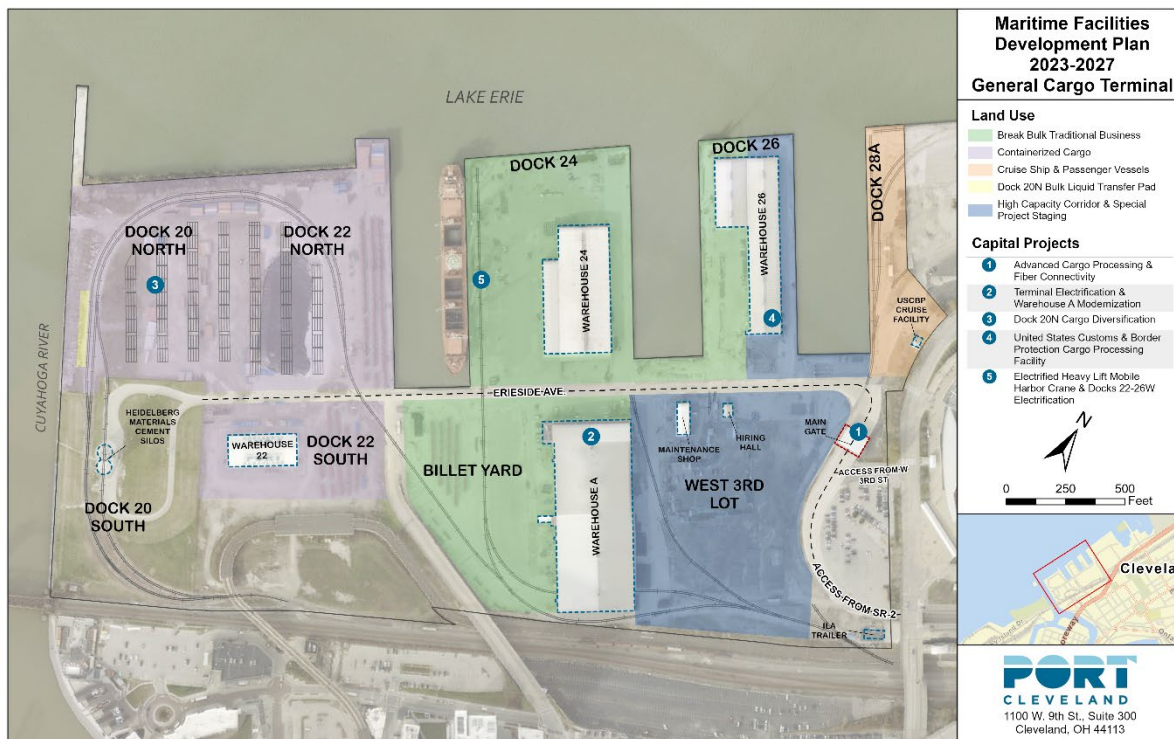 Maritime Facilities
Development Plan
2023-2027
General Cargo Terminal
Land Use
Break Bulk Traditional Business
Containerized Cargo
Cruise Ship & Passenger Vessels
Dock 20N Bulk Liquid Transfer Pad
High Capacity Corridor & Special
Project Staging
Capital Projects
1 Advanced Cargo Processing &
Fiber Connectivity
2 Terminal Electrification &
Warehouse A Modernization
3 Dock 20N Cargo Diversification
4 United States Customs & Border
Protection Cargo Processing
Facility
5 Electrified Heavy Lift Mobile
Harbor Crane & Docks 22-26W
Electrification
N
0 250 500
Feet
Clevela
PORT
CLEVELAND
1100 W. 9th St., Suite 300
Cleveland, OH 44113
LAKE ERIE
CUYAHOGA RIVER
DOCK 20
NORTH
3
DOCK 22
NORTH
DOCK 24
5
WAREHOUSE 24
DOCK 26
WAREHOUSE 26
4
DOCK 28A
USCBP
CRUISE
FACILITY
ERIESIDE AVE.
HEIDELBERG
MATERIALS
CEMENT
SILOS
DOCK 20
SOUTH
WAREHOUSE
22
DOCK 22
SOUTH
BILLET YARD
2
WAREHOUSE A
MAINTENANCE
SHOP
HIRING
HALL
WEST 3RD
LOT
MAIN
GATE
1
ACCESS FROM W
3RD ST
ACCESS FROM SR-2
ILA
TRAILER